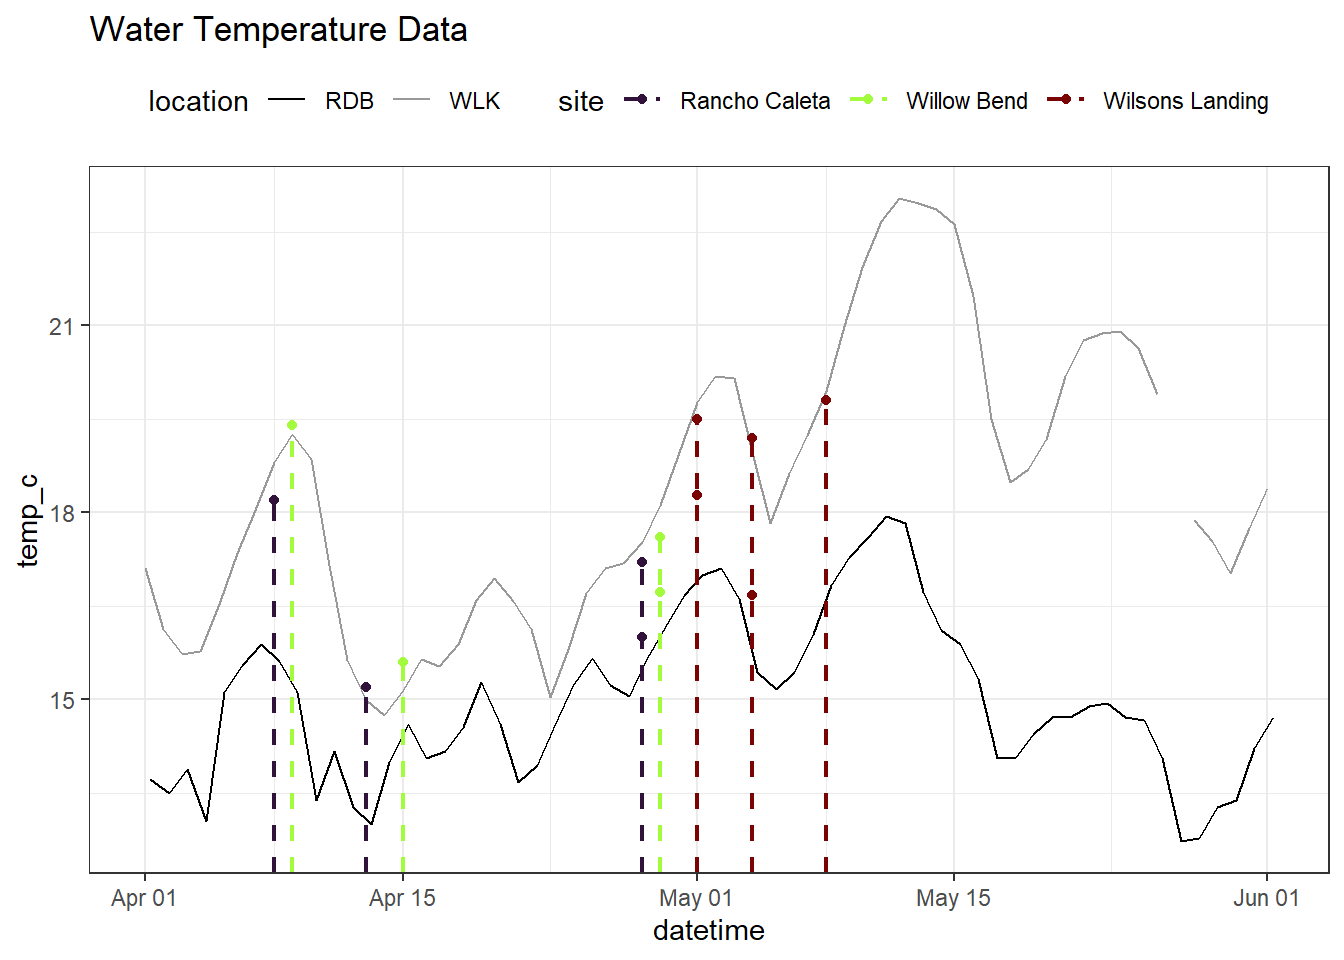 Water Temperature Data
location RDB WLK site Rancho Caleta Willow Bend Wilsons Landing
temp_c
21
18
15
Apr 01 Apr 15 May 01 May 15 Jun 01
datetime